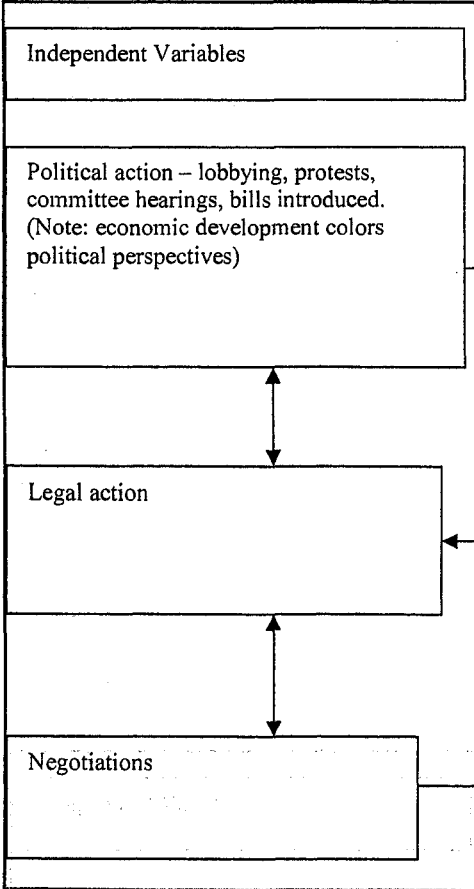 Independent Variables
Political action – lobbying, protests,
committee hearings, bills introduced.
(Note: economic development colors
political perspectives)
Legal action
Negotiations